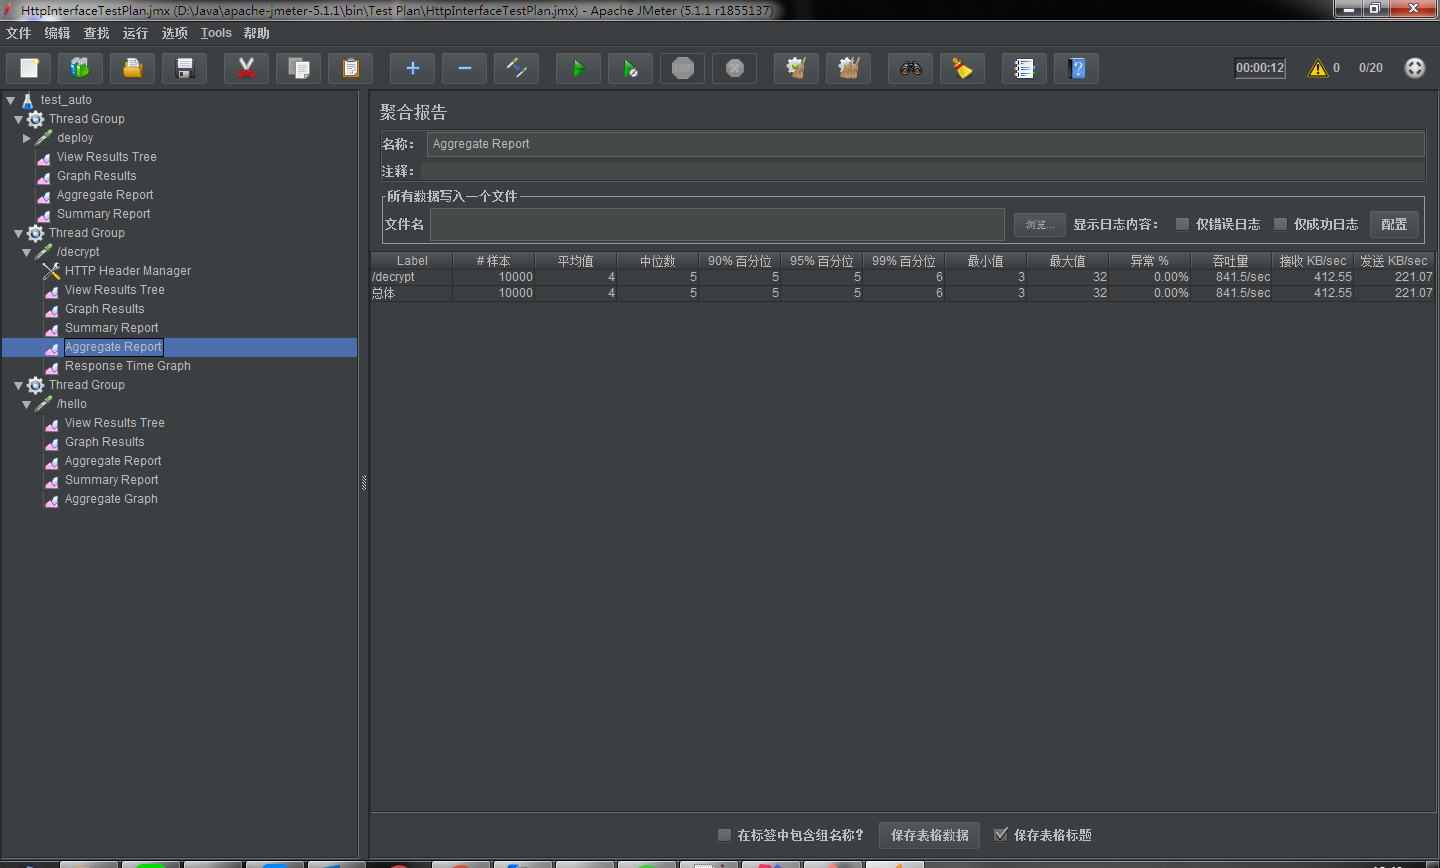 HttpInterfaceTestPlan.jmx (D:\Java\apache-jmeter-5.1.1\bin\Test Plan\HttpInterfaceTestPlan.jmx) - Apache JMeter (5.1.1 r1855137)
文件 编辑 查找 运行 选项 Tools 帮助
STOP 00:00:12 0 0/20
test_auto
Thread Group
deploy
View Results Tree
Graph Results
Aggregate Report
Summary Report
Thread Group
/decrypt
HTTP Header Manager
View Results Tree
Graph Results
Summary Report
Aggregate Report
Response Time Graph
Thread Group
/hello
View Results Tree
Graph Results
Aggregate Report
Summary Report
Aggregate Graph
聚合报告
名称： Aggregate Report
注释：
所有数据写入一个文件
文件名 浏览... 显示日志内容： 仅错误日志 仅成功日志 配置
Label # 样本 平均值 中位数 90% 百分位 95% 百分位 99% 百分位 最小值 最大值 异常 % 吞吐量 接收 KB/sec 发送 KB/sec
/decrypt 10000 4 5 5 5 6 3 32 0.00% 841.5/sec 412.55 221.07
总体 10000 4 5 5 5 6 3 32 0.00% 841.5/sec 412.55 221.07
在标签中包含组名称? 保存表格数据 保存表格标题